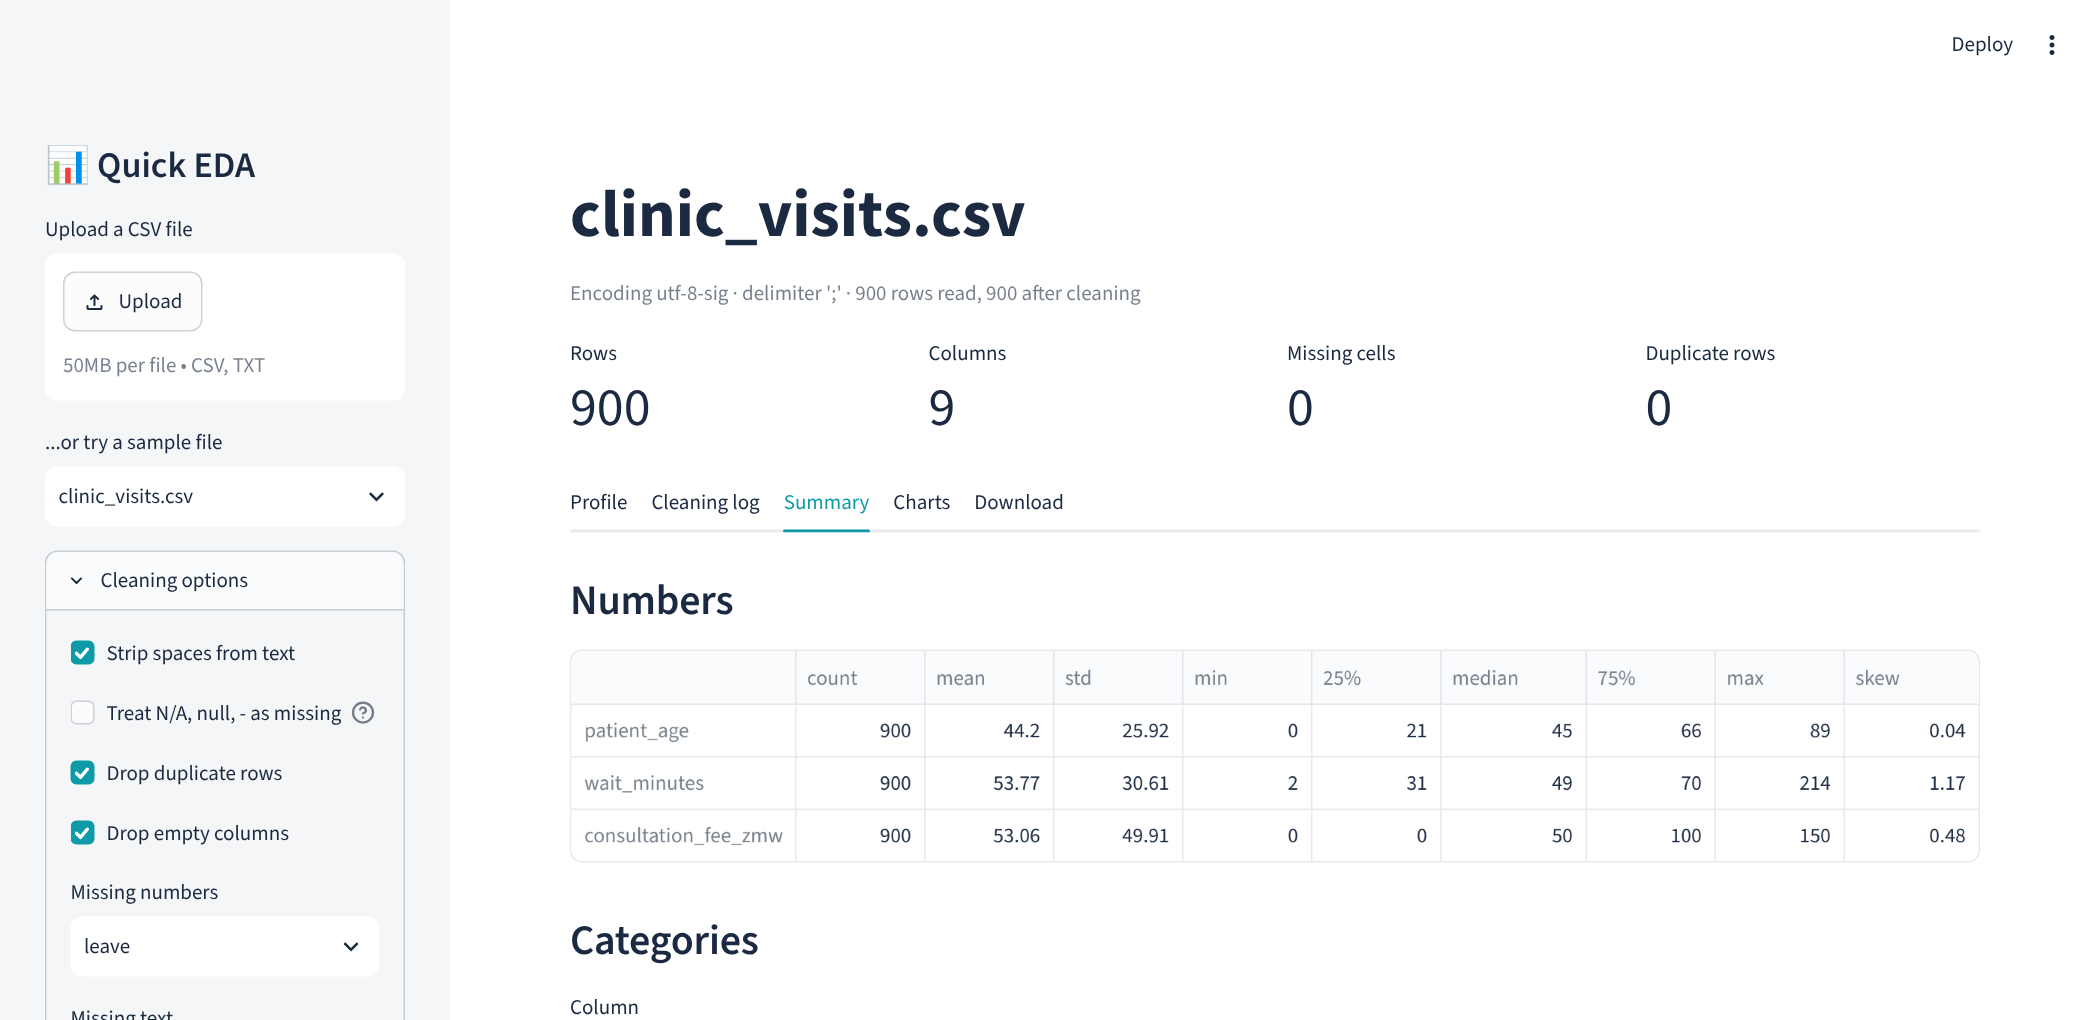 Deploy
Quick EDA
Upload a CSV file
Upload
50MB per file • CSV, TXT
...or try a sample file
clinic_visits.csv
Cleaning options
Strip spaces from text
Treat N/A, null, - as missing
Drop duplicate rows
Drop empty columns
Missing numbers
leave
Missing text
clinic_visits.csv
Encoding utf-8-sig · delimiter ';' · 900 rows read, 900 after cleaning
Rows Columns Missing cells Duplicate rows
900 9 0 0
Profile Cleaning log Summary Charts Download
Numbers
count mean std min 25% median 75% max skew
patient_age 900 44.2 25.92 0 21 45 66 89 0.04
wait_minutes 900 53.77 30.61 2 31 49 70 214 1.17
consultation_fee_zmw 900 53.06 49.91 0 0 50 100 150 0.48
Categories
Column